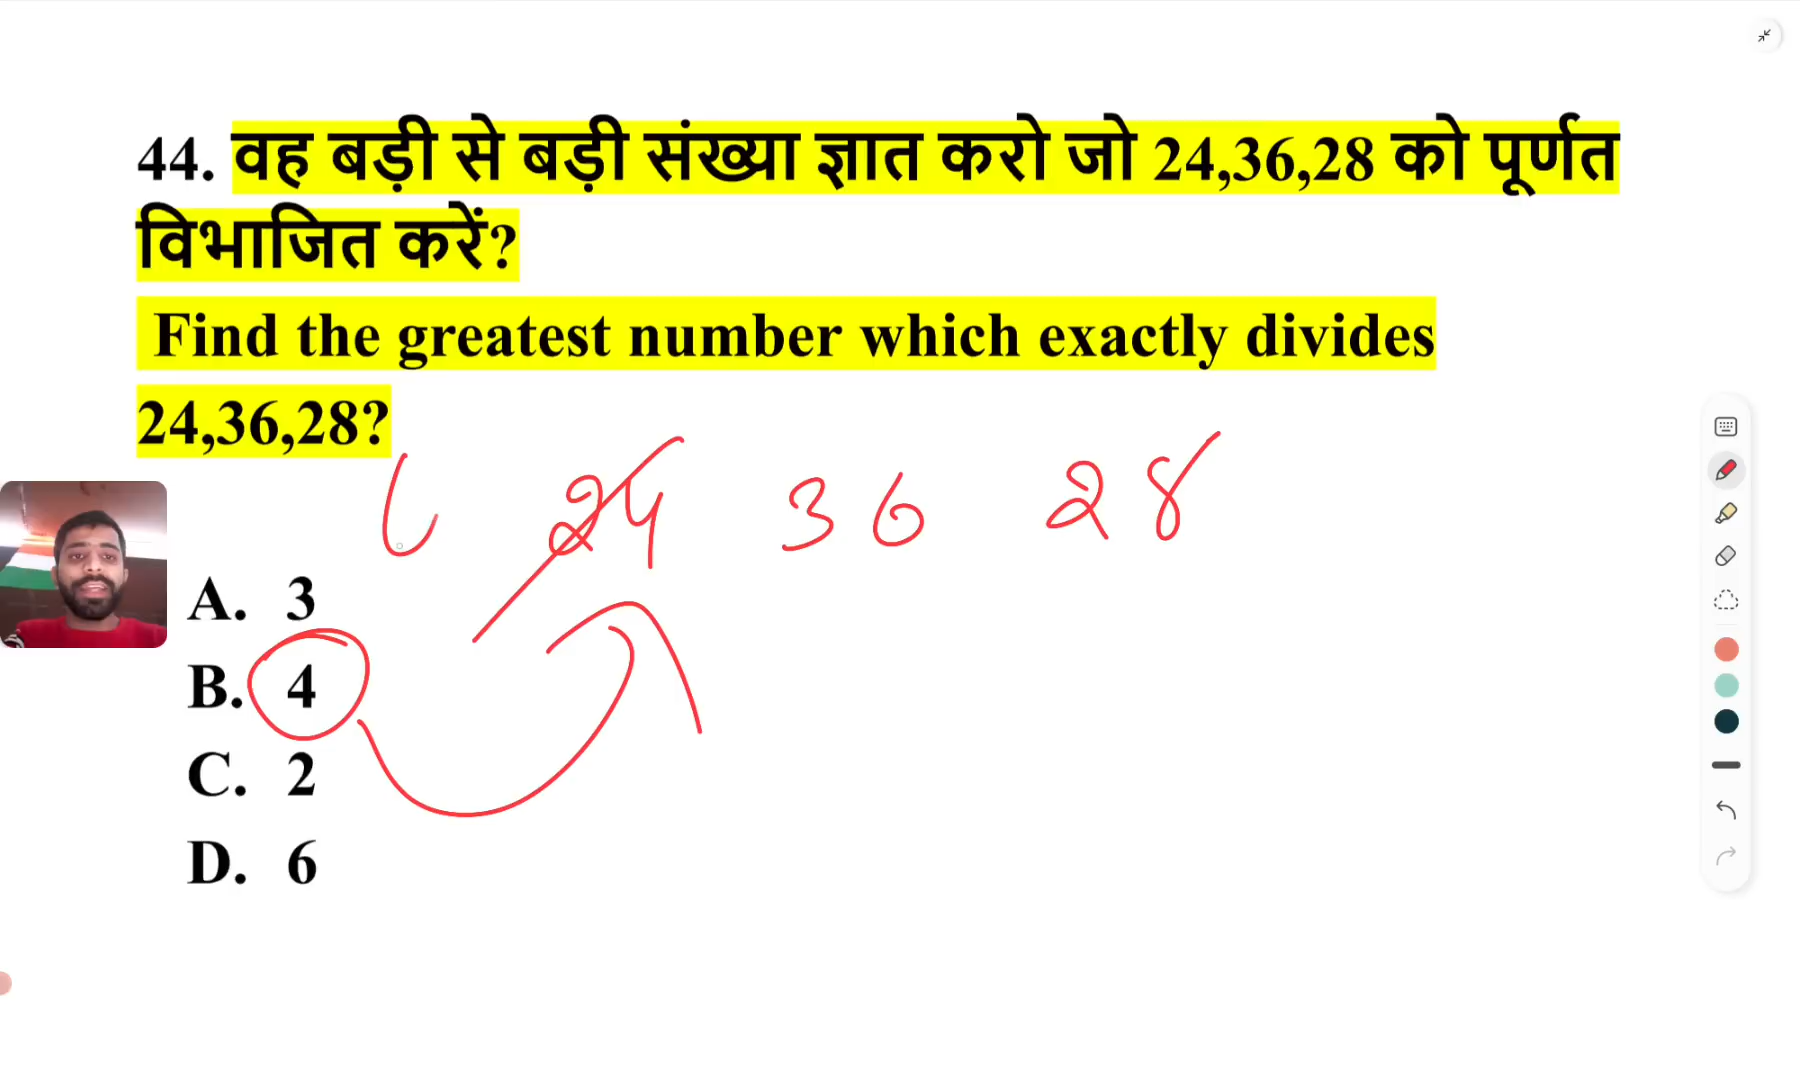 44. वह बड़ी से बड़ी संख्या ज्ञात करो जो 24,36,28 को पूर्णत
विभाजित करें?
Find the greatest number which exactly divides
24,36,28?
6 24 36 28
A. 3
B. 4
C. 2
D. 6